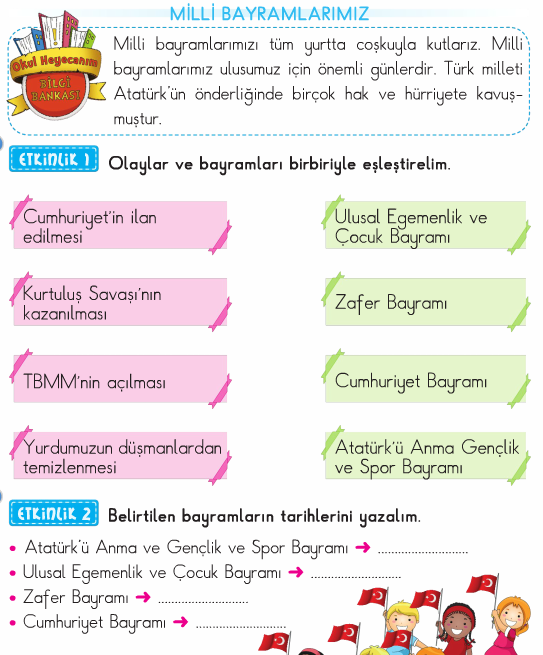 MİLLİ BAYRAMLARIMIZ
Okul Heyecanım
BİLGİ
BANKASI
Milli bayramlarımızı tüm yurtta coşkuyla kutlarız. Milli
bayramlarımız ulusumuz için önemli günlerdir. Türk milleti
Atatürk'ün önderliğinde birçok hak ve hürriyete kavuş-
muştur.
ETKİNLİK 1 Olaylar ve bayramları birbiriyle eşleştirelim.
Cumhuriyet'in ilan
edilmesi
Ulusal Egemenlik ve
Çocuk Bayramı
Kurtuluş Savaşı'nın
kazanılması
Zafer Bayramı
TBMM'nin açılması
Cumhuriyet Bayramı
Yurdumuzun düşmanlardan
temizlenmesi
Atatürk'ü Anma Gençlik
ve Spor Bayramı
ETKİNLİK 2 Belirtilen bayramların tarihlerini yazalım.
• Atatürk'ü Anma ve Gençlik ve Spor Bayramı ➜ ...........................
• Ulusal Egemenlik ve Çocuk Bayramı ➜ ...........................
• Zafer Bayramı ➜ ...........................
• Cumhuriyet Bayramı ➜ ...........................